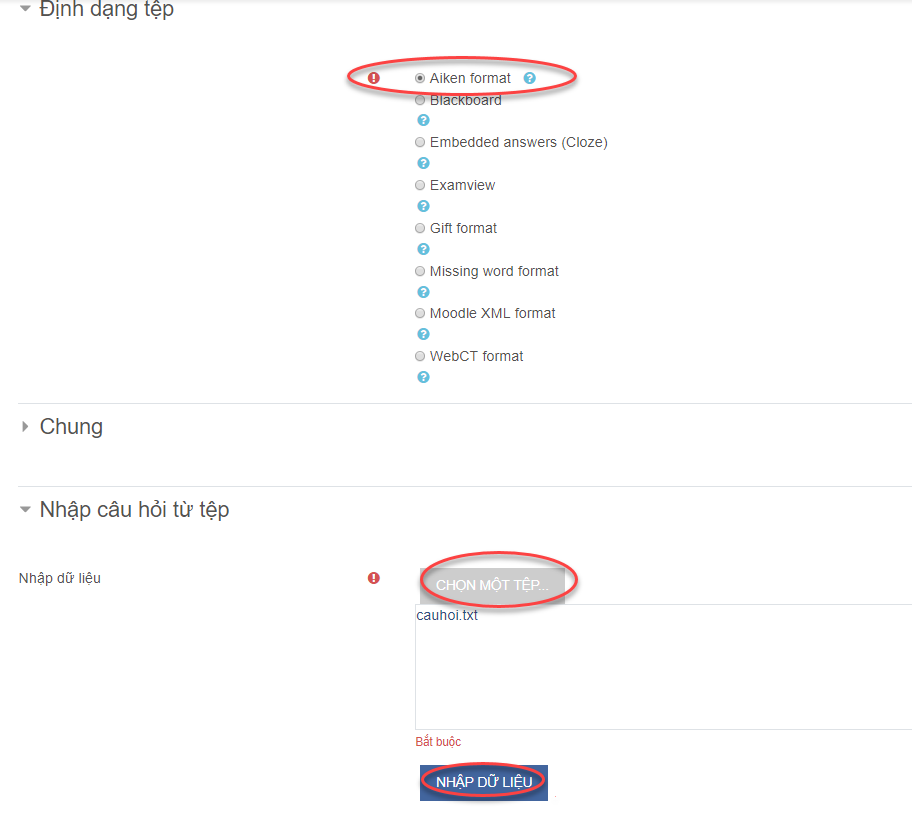 Định dạng tệp
Aiken format
Blackboard
Embedded answers (Cloze)
Examview
Gift format
Missing word format
Moodle XML format
WebCT format
Chung
Nhập câu hỏi từ tệp
Nhập dữ liệu
CHỌN MỘT TỆP...
cauhoi.txt
Bắt buộc
NHẬP DỮ LIỆU